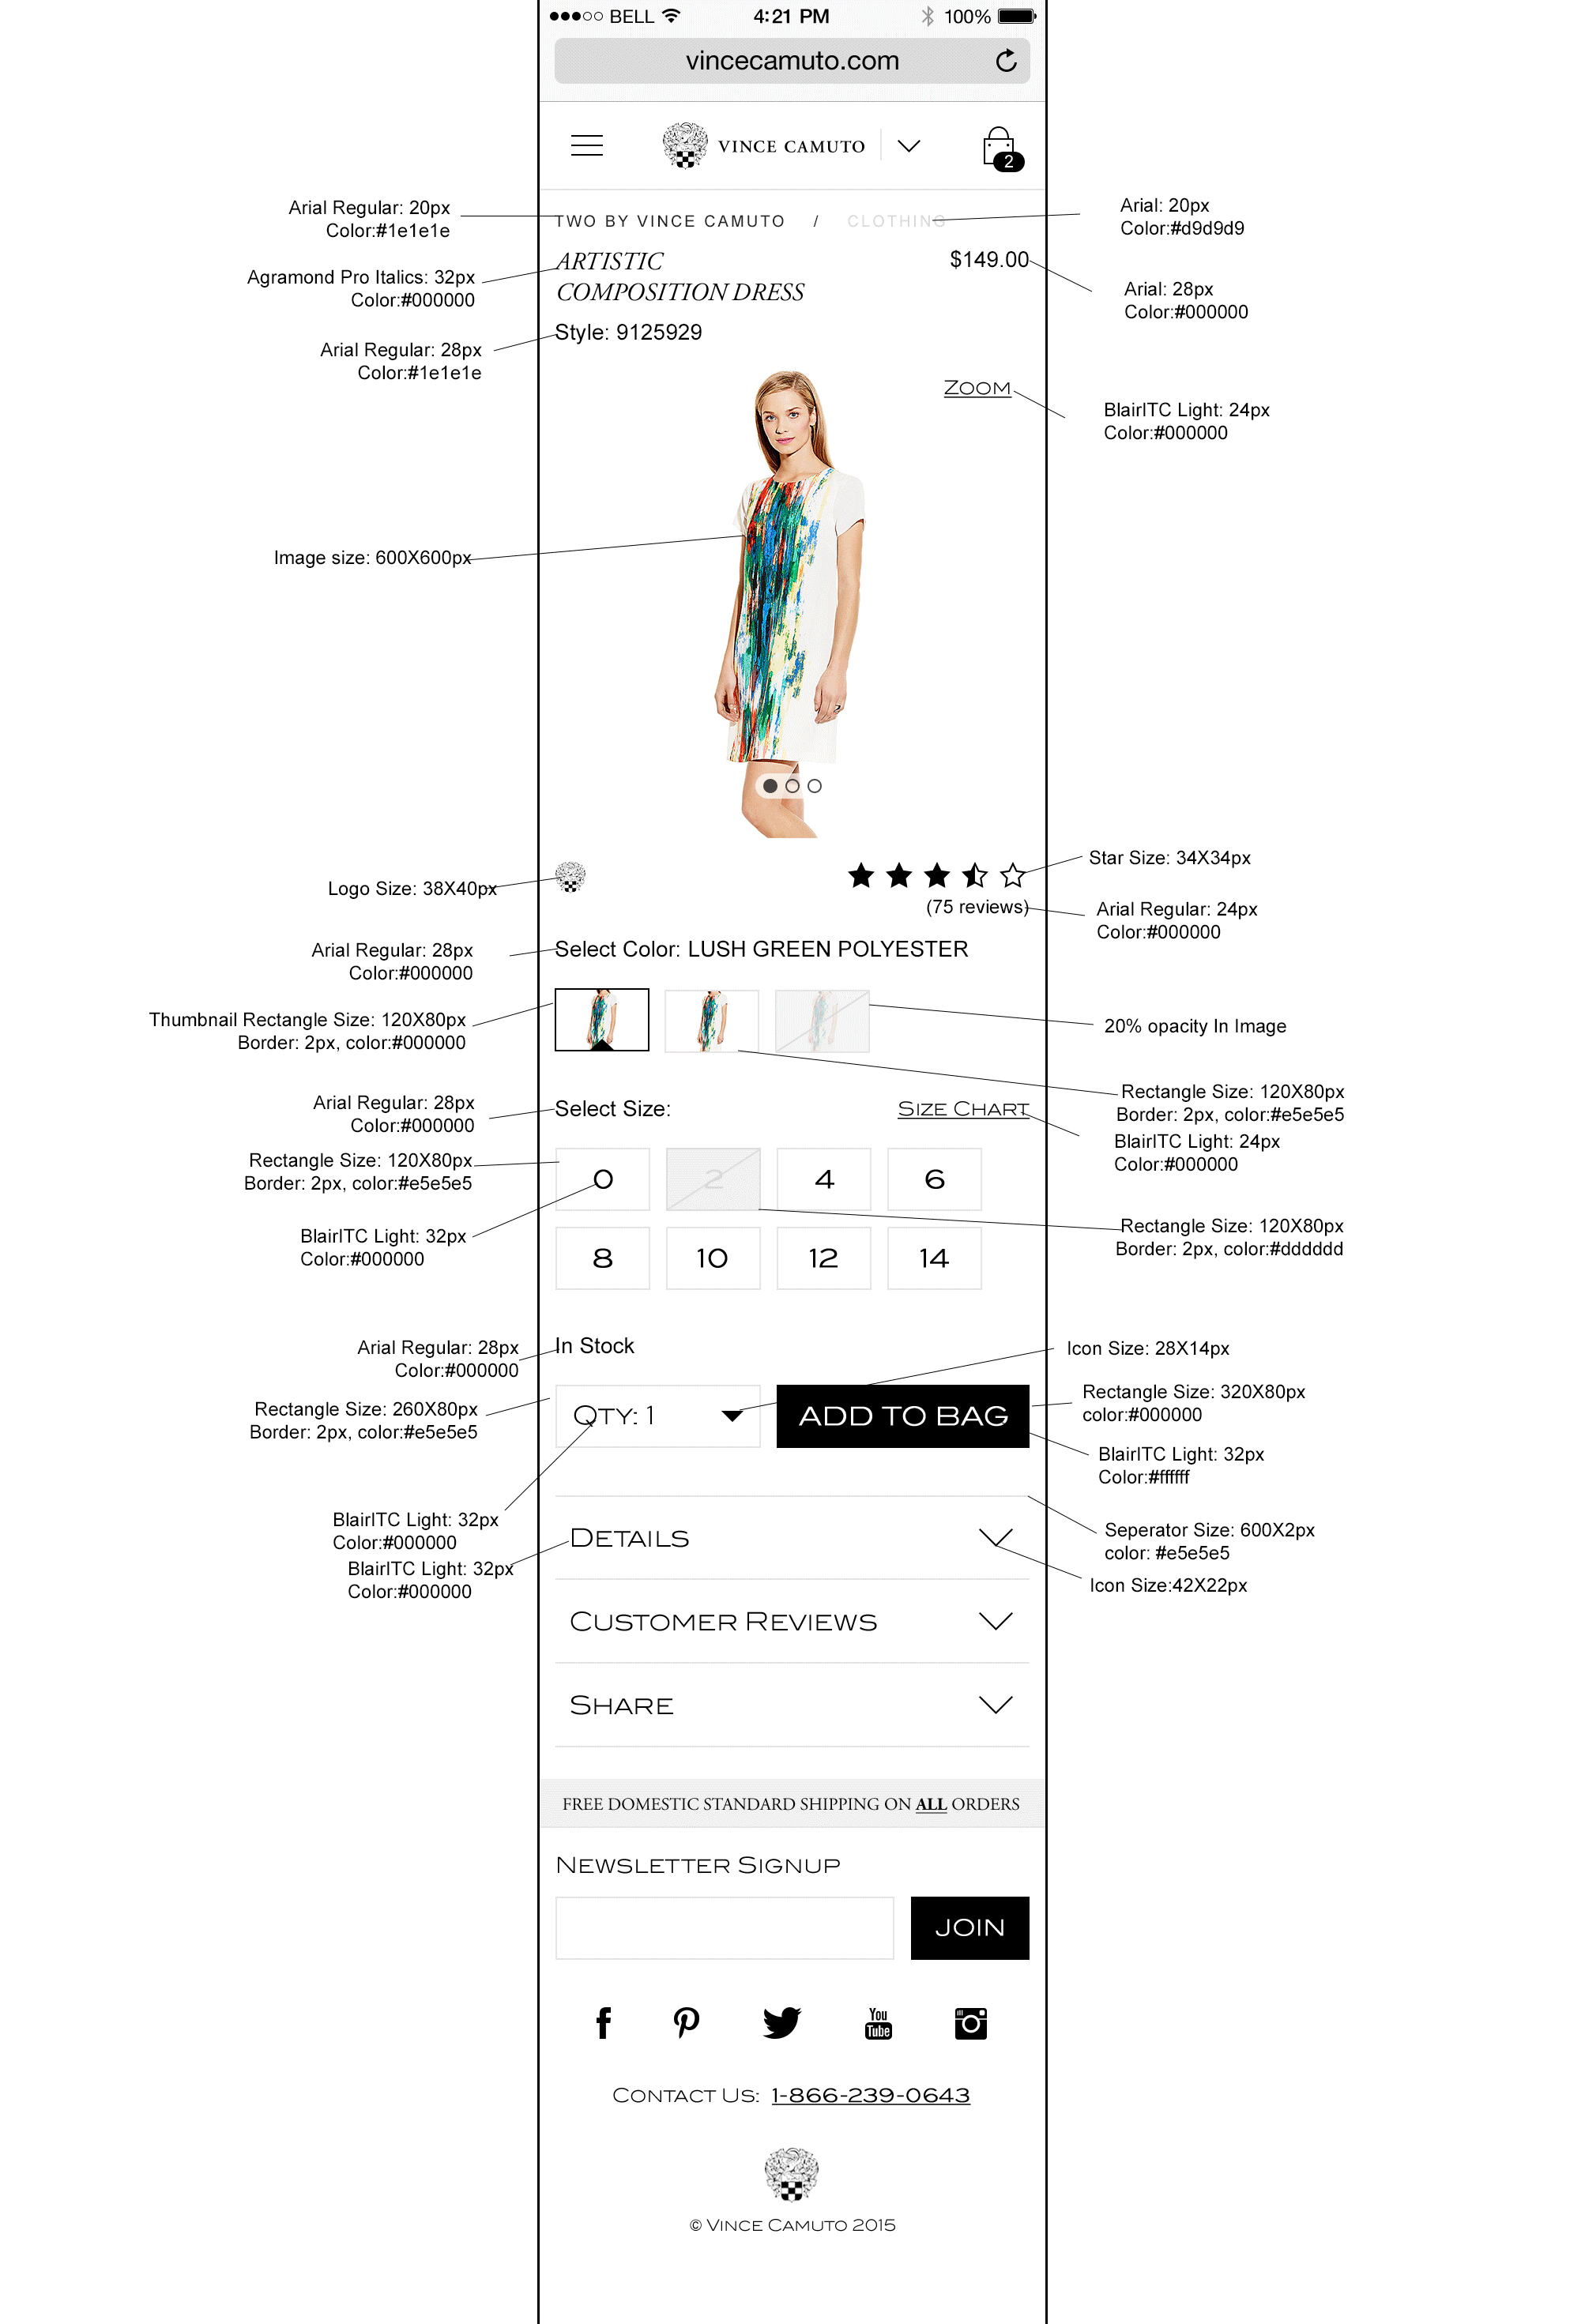 BELL
4:21 PM
100%
vincecamuto.com
VINCE CAMUTO
2
Arial Regular: 20px
Color:#1e1e1e
TWO BY VINCE CAMUTO / CLOTHING
Arial: 20px
Color:#d9d9d9
Agramond Pro Italics: 32px
Color:#000000
ARTISTIC
COMPOSITION DRESS
$149.00
Arial: 28px
Color:#000000
Arial Regular: 28px
Color:#1e1e1e
Style: 9125929
ZOOM
BlairITC Light: 24px
Color:#000000
Image size: 600X600px
Logo Size: 38X40px
Star Size: 34X34px
(75 reviews)
Arial Regular: 24px
Color:#000000
Arial Regular: 28px
Color:#000000
Select Color: LUSH GREEN POLYESTER
Thumbnail Rectangle Size: 120X80px
Border: 2px, color:#000000
20% opacity In Image
Rectangle Size: 120X80px
Border: 2px, color:#e5e5e5
Arial Regular: 28px
Color:#000000
Select Size:
SIZE CHART
BlairITC Light: 24px
Color:#000000
Rectangle Size: 120X80px
Border: 2px, color:#e5e5e5
0 2 4 6
BlairITC Light: 32px
Color:#000000
Rectangle Size: 120X80px
Border: 2px, color:#dddddd
8 10 12 14
Arial Regular: 28px
Color:#000000
In Stock
Icon Size: 28X14px
Rectangle Size: 260X80px
Border: 2px, color:#e5e5e5
QTY: 1
ADD TO BAG
Rectangle Size: 320X80px
color:#000000
BlairITC Light: 32px
Color:#ffffff
BlairITC Light: 32px
Color:#000000
Seperator Size: 600X2px
color: #e5e5e5
BlairITC Light: 32px
Color:#000000
DETAILS
Icon Size:42X22px
CUSTOMER REVIEWS
SHARE
FREE DOMESTIC STANDARD SHIPPING ON ALL ORDERS
NEWSLETTER SIGNUP
JOIN
You
Tube
CONTACT US: 1-866-239-0643
© VINCE CAMUTO 2015